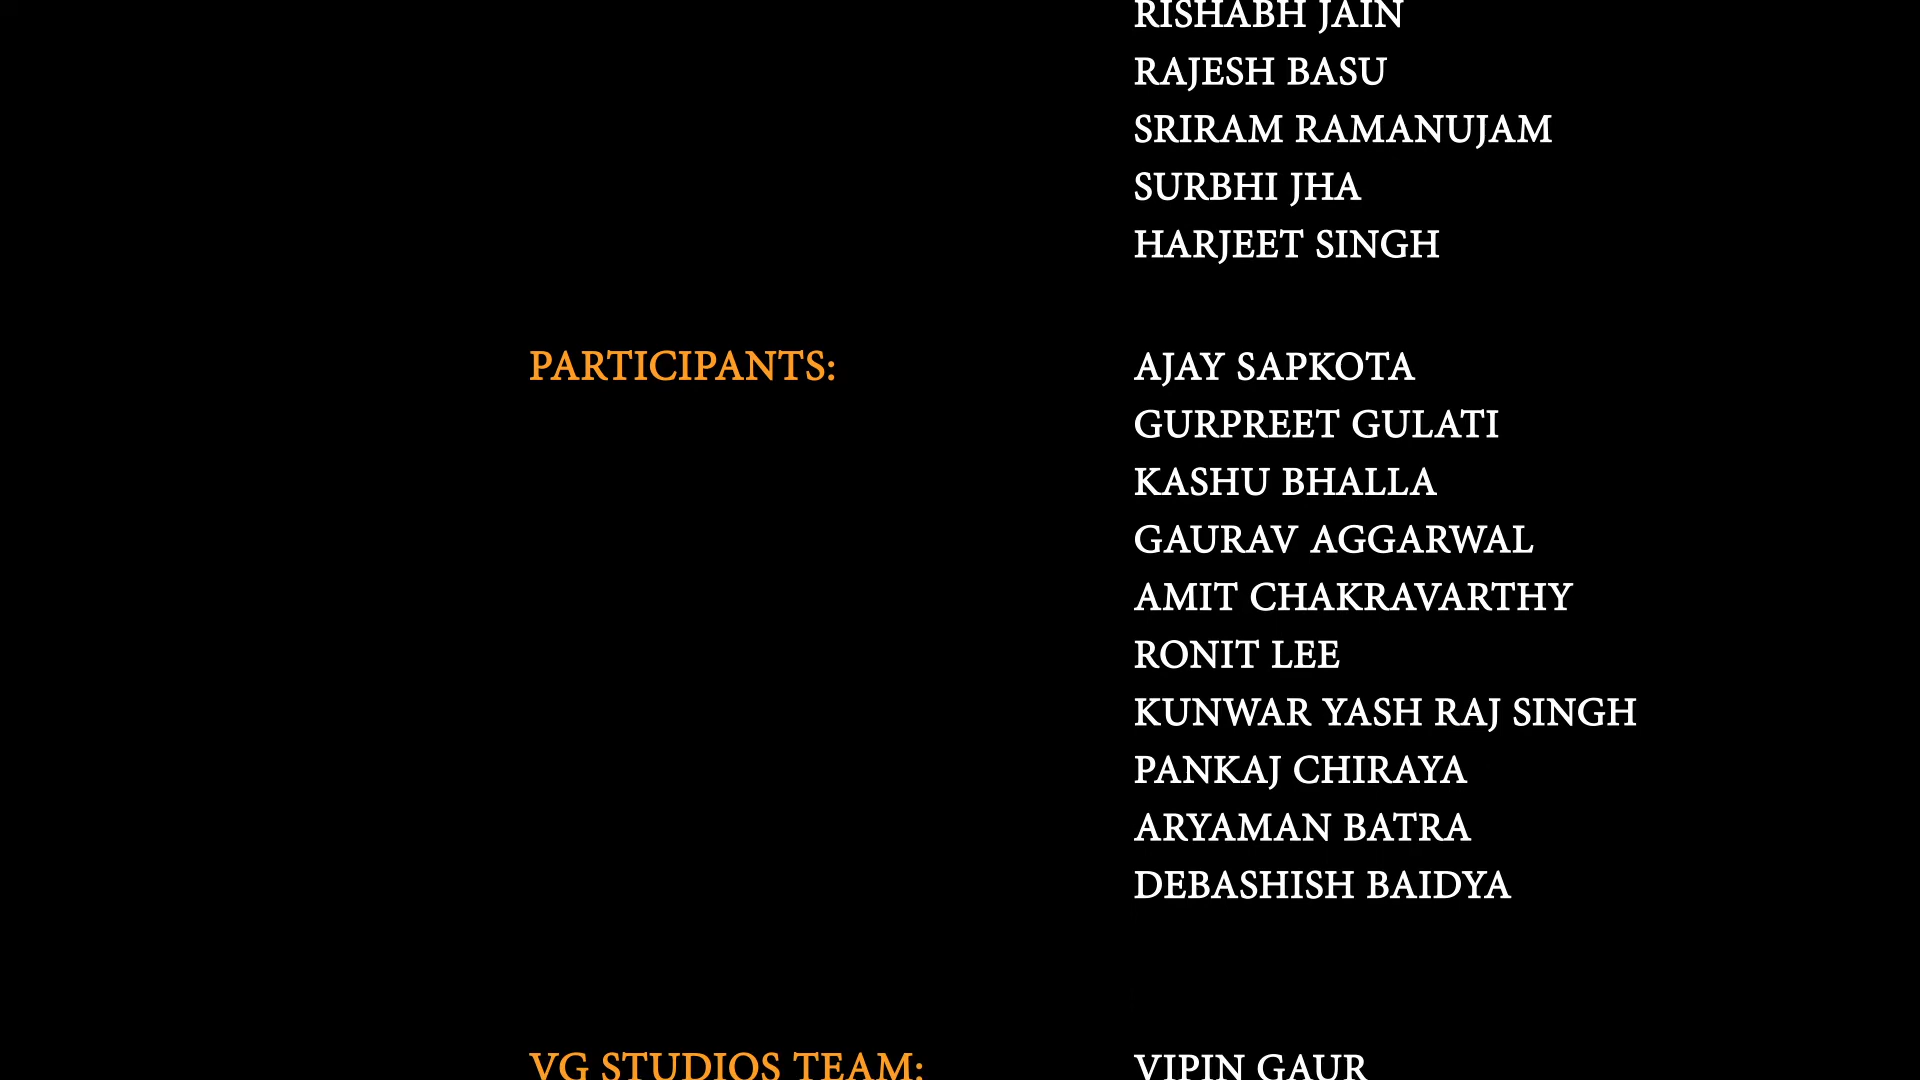 RISHABH JAIN
RAJESH BASU
SRIRAM RAMANUJAM
SURBHI JHA
HARJEET SINGH
PARTICIPANTS: AJAY SAPKOTA
GURPREET GULATI
KASHU BHALLA
GAURAV AGGARWAL
AMIT CHAKRAVARTHY
RONIT LEE
KUNWAR YASH RAJ SINGH
PANKAJ CHIRAYA
ARYAMAN BATRA
DEBASHISH BAIDYA
VG STUDIOS TEAM: VIPIN GAUR